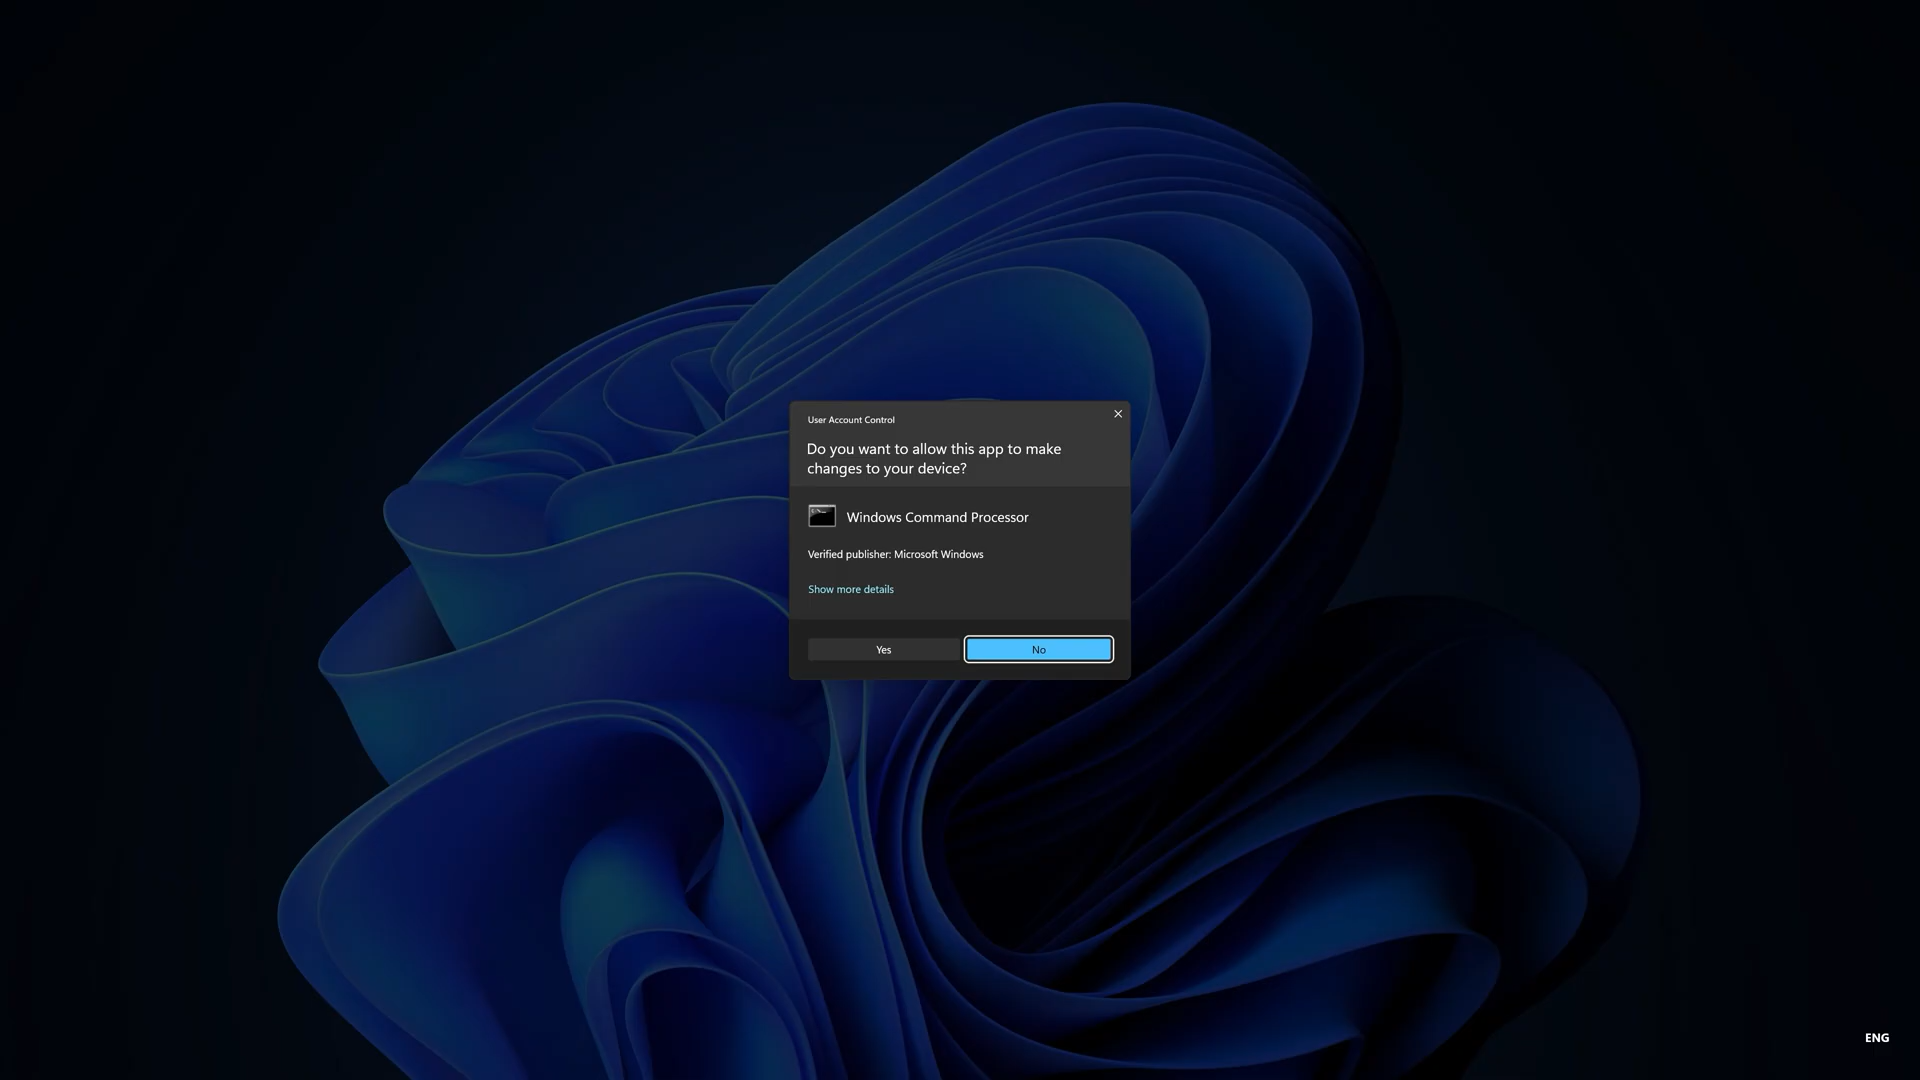 User Account Control
Do you want to allow this app to make
changes to your device?
Windows Command Processor
Verified publisher: Microsoft Windows
Show more details
Yes
No
ENG